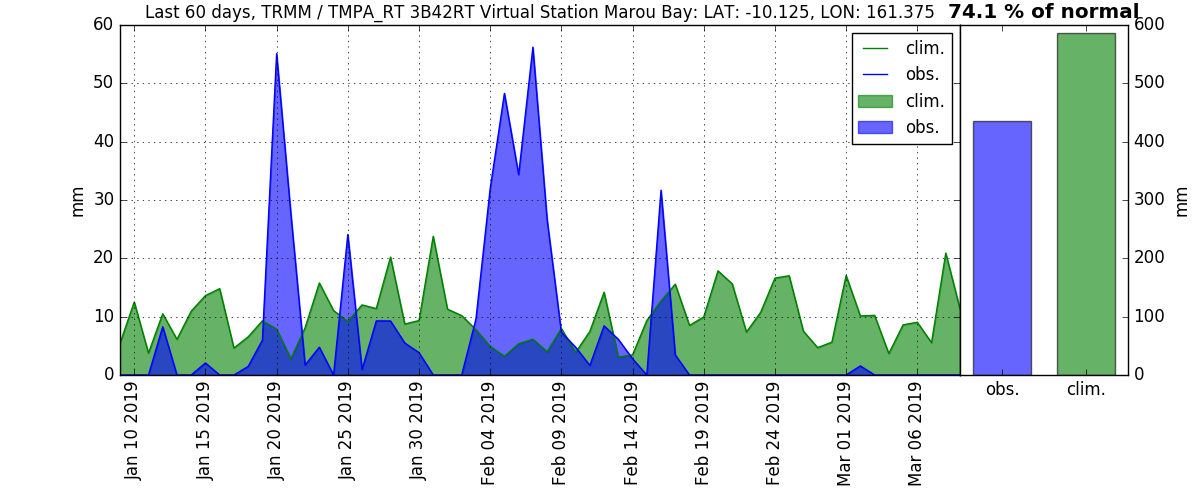 Last 60 days, TRMM / TMPA_RT 3B42RT Virtual Station Marou Bay: LAT: -10.125, LON: 161.375
74.1 % of normal
60
50
40
30
20
10
0
mm
clim.
obs.
clim.
obs.
600
500
400
300
200
100
0
mm
obs.
clim.
Jan 10 2019
Jan 15 2019
Jan 20 2019
Jan 25 2019
Jan 30 2019
Feb 04 2019
Feb 09 2019
Feb 14 2019
Feb 19 2019
Feb 24 2019
Mar 01 2019
Mar 06 2019